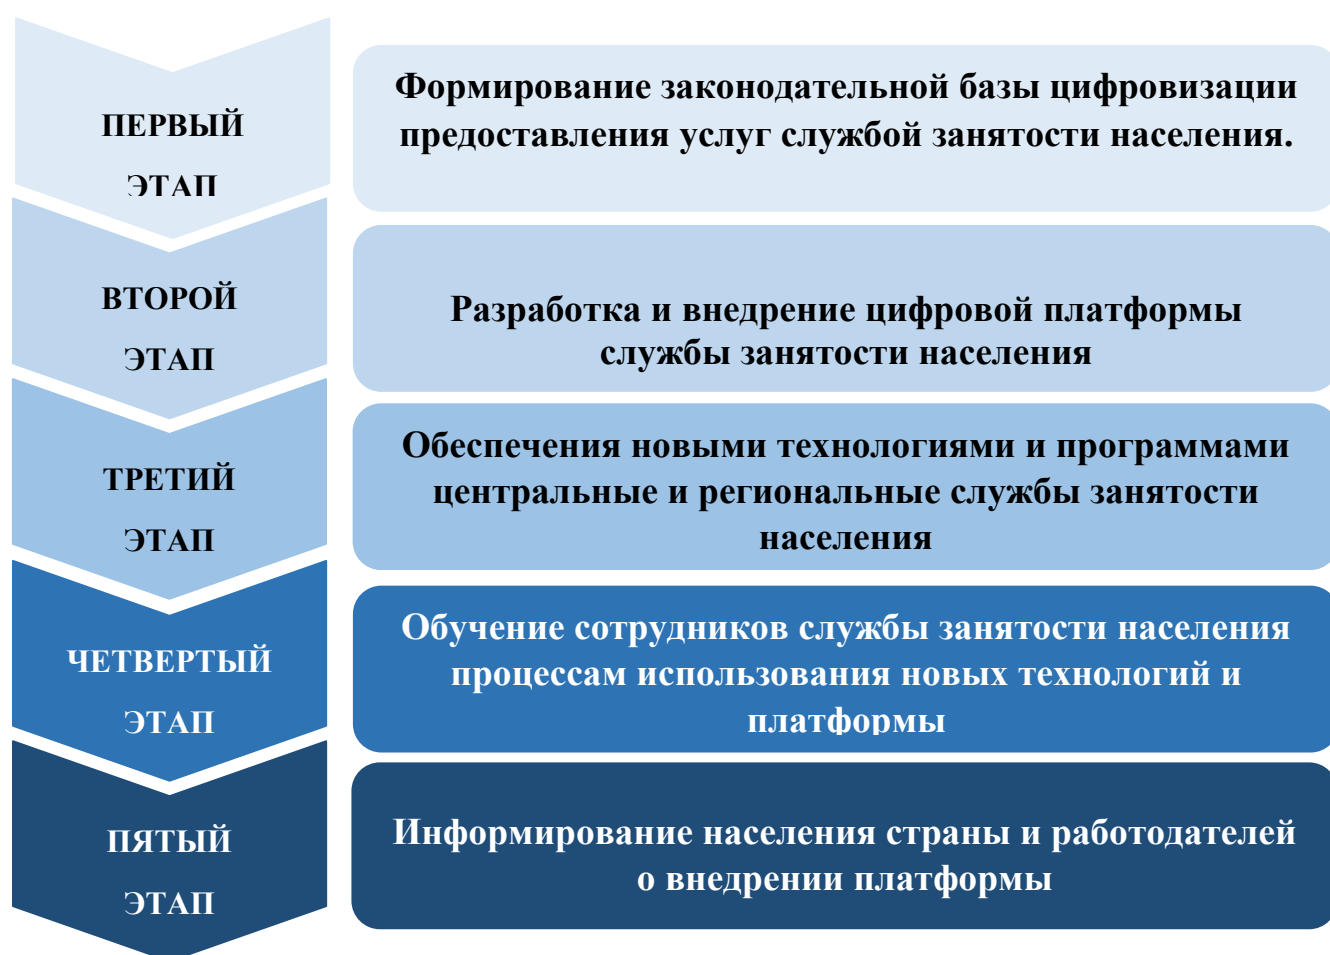 ПЕРВЫЙ
ЭТАП
Формирование законодательной базы цифровизации
предоставления услуг службой занятости населения.
ВТОРОЙ
ЭТАП
Разработка и внедрение цифровой платформы
службы занятости населения
ТРЕТИЙ
ЭТАП
Обеспечения новыми технологиями и программами
центральные и региональные службы занятости
населения
ЧЕТВЕРТЫЙ
ЭТАП
Обучение сотрудников службы занятости населения
процессам использования новых технологий и
платформы
ПЯТЫЙ
ЭТАП
Информирование населения страны и работодателей
о внедрении платформы